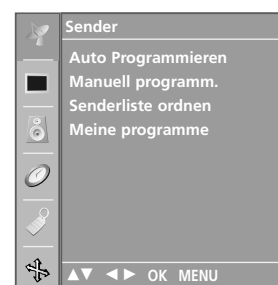 Sender
Auto Programmieren
Manuell programm.
Senderliste ordnen
Meine programme
▲▼ ◄► OK MENU